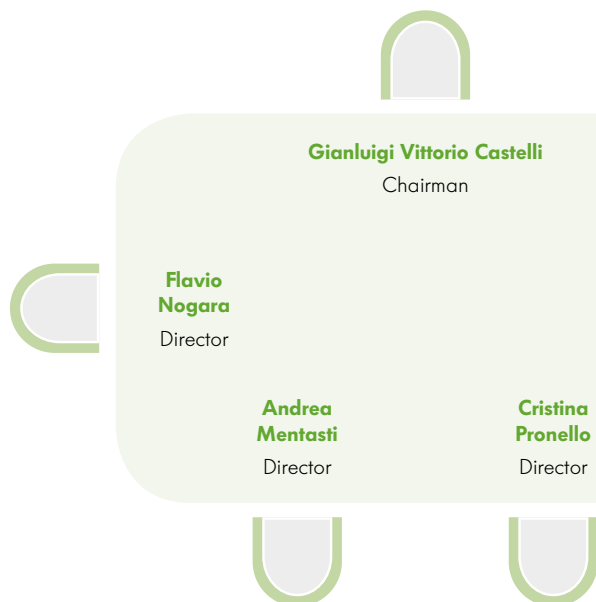 Gianluigi Vittorio Castelli
Chairman
Flavio
Nogara
Director
Andrea
Mentasti
Director
Cristina
Pronello
Director